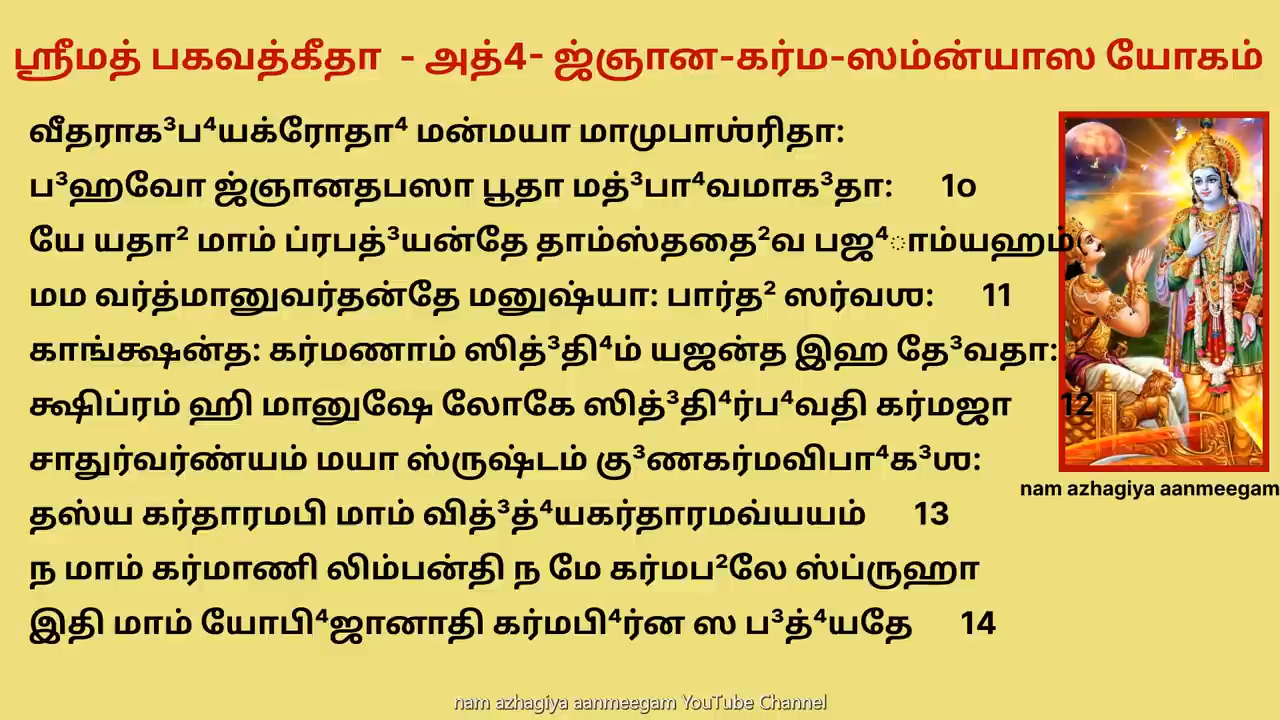 ஸ்ரீமத் பகவத்கீதா - அத்4- ஜ்ஞான-கர்ம-ஸம்ன்யாஸ யோகம்
வீதராக³ப⁴யக்ரோதா⁴ மன்மயா மாமுபாஶ்ரிதா:
ப³ஹவோ ஜ்ஞானதபஸா பூதா மத்³பா⁴வமாக³தா: 1o
யே யதா² மாம் ப்ரபத்³யன்தே தாம்ஸ்ததை²வ பஜ⁴ாம்யஹம்
மம வர்த்மானுவர்தன்தே மனுஷ்யா: பார்த² ஸர்வஶ: 11
காங்க்ஷன்த: கர்மணாம் ஸித்³தி⁴ம் யஜன்த இஹ தே³வதா:
க்ஷிப்ரம் ஹி மானுஷே லோகே ஸித்³தி⁴ர்ப⁴வதி கர்மஜா 12
சாதுர்வர்ண்யம் மயா ஸ்ருஷ்டம் கு³ணகர்மவிபா⁴க³ஶ:
தஸ்ய கர்தாரமபி மாம் வித்³த்⁴யகர்தாரமவ்யயம் 13
ந மாம் கர்மாணி லிம்பன்தி ந மே கர்மப²லே ஸ்ப்ருஹா
இதி மாம் யோபி⁴ஜானாதி கர்மபி⁴ர்ன ஸ ப³த்⁴யதே 14
nam azhagiya aanmeegam
nam azhagiya aanmeegam YouTube Channel